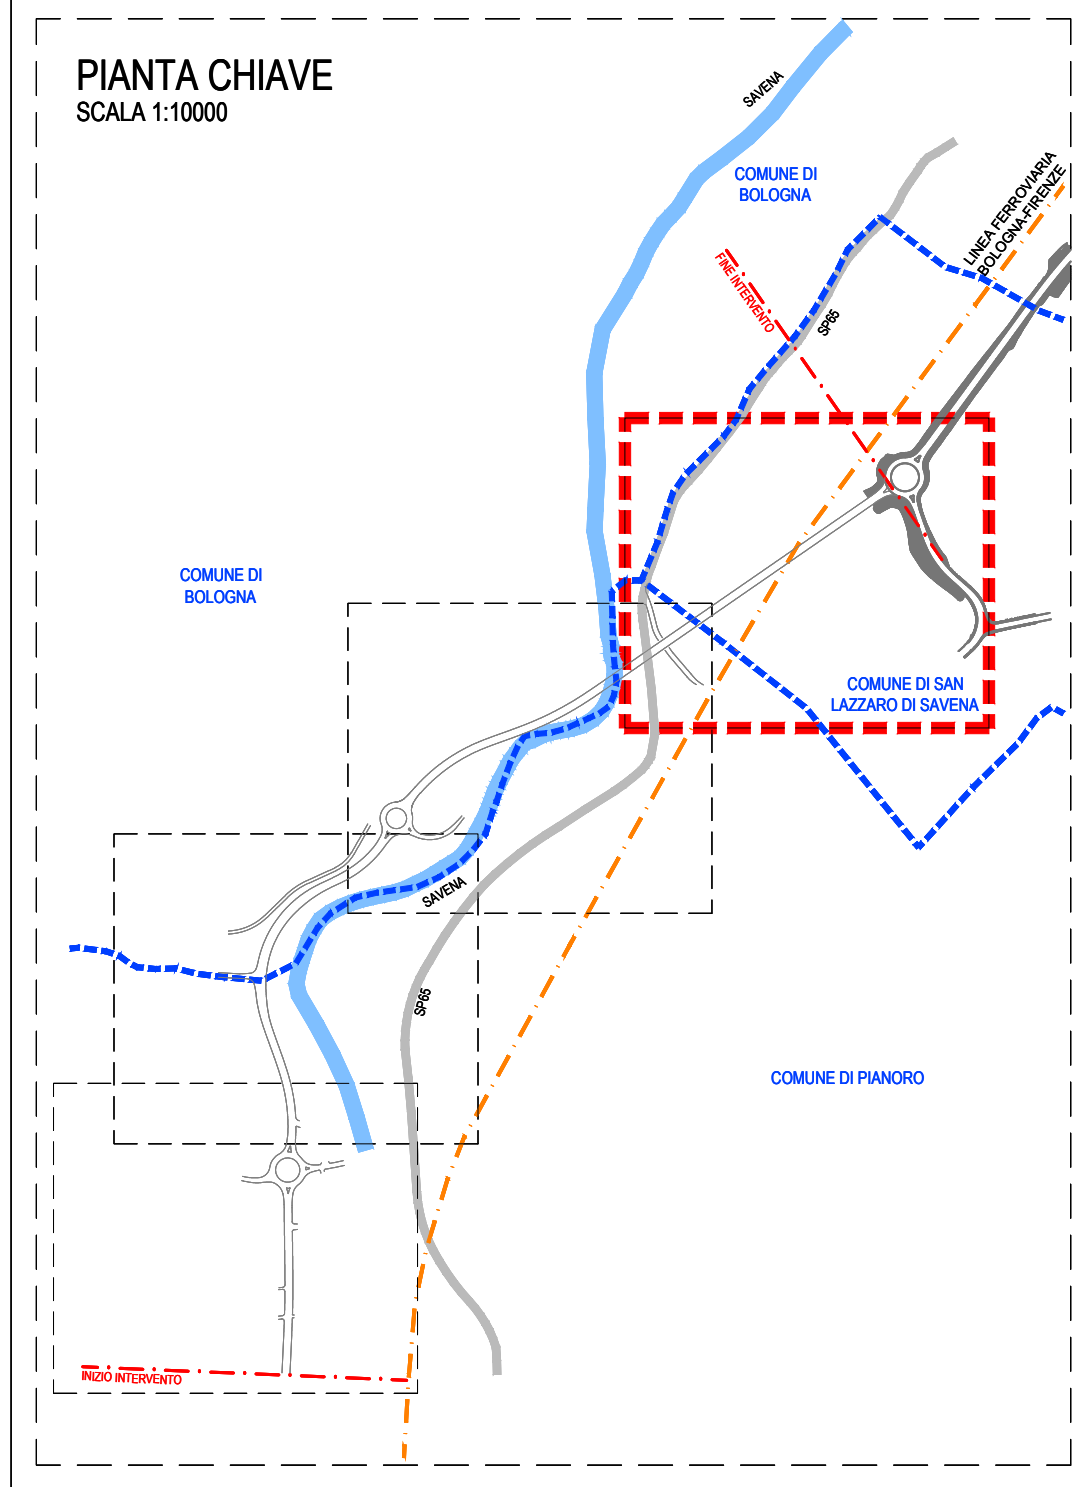 PIANTA CHIAVE
SCALA 1:10000
SAVENA
COMUNE DI
BOLOGNA
LINEA FERROVIARIA
BOLOGNA-FIRENZE
FINE INTERVENTO
SP65
COMUNE DI
BOLOGNA
COMUNE DI SAN
LAZZARO DI SAVENA
SAVENA
SP65
COMUNE DI PIANORO
INIZIO INTERVENTO